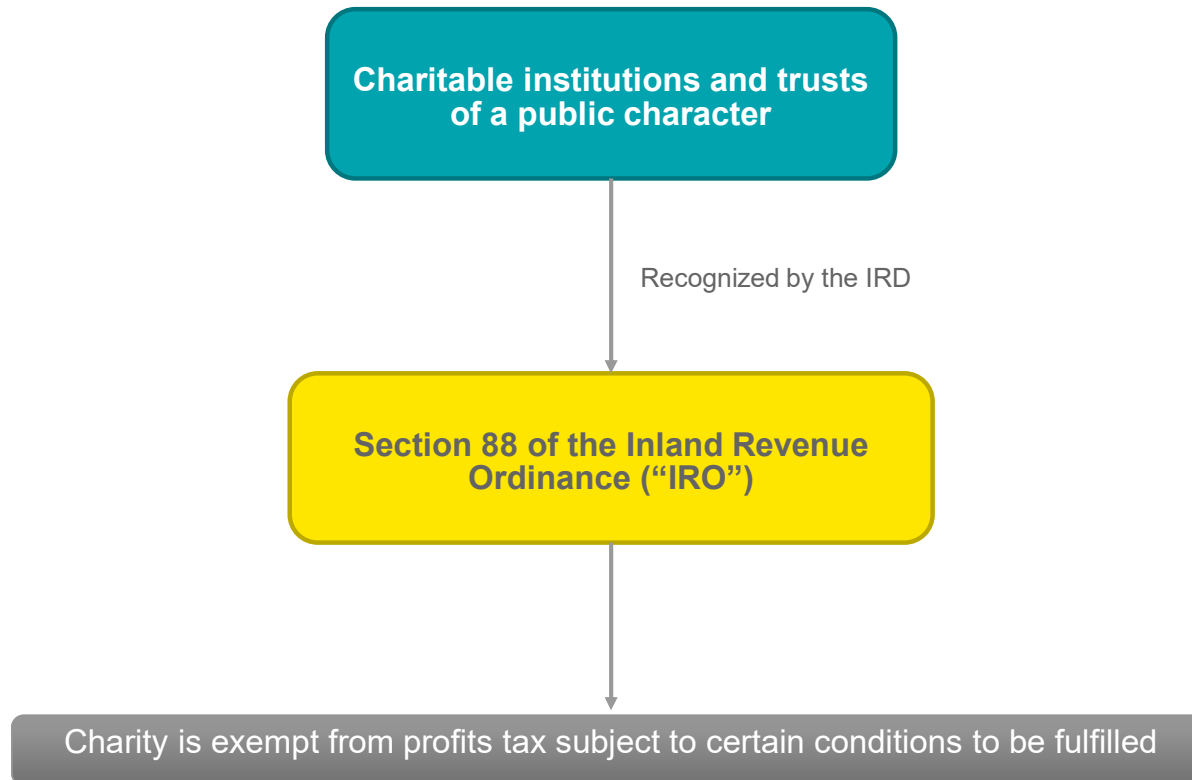 Charitable institutions and trusts
of a public character
Recognized by the IRD
Section 88 of the Inland Revenue
Ordinance (“IRO”)
Charity is exempt from profits tax subject to certain conditions to be fulfilled